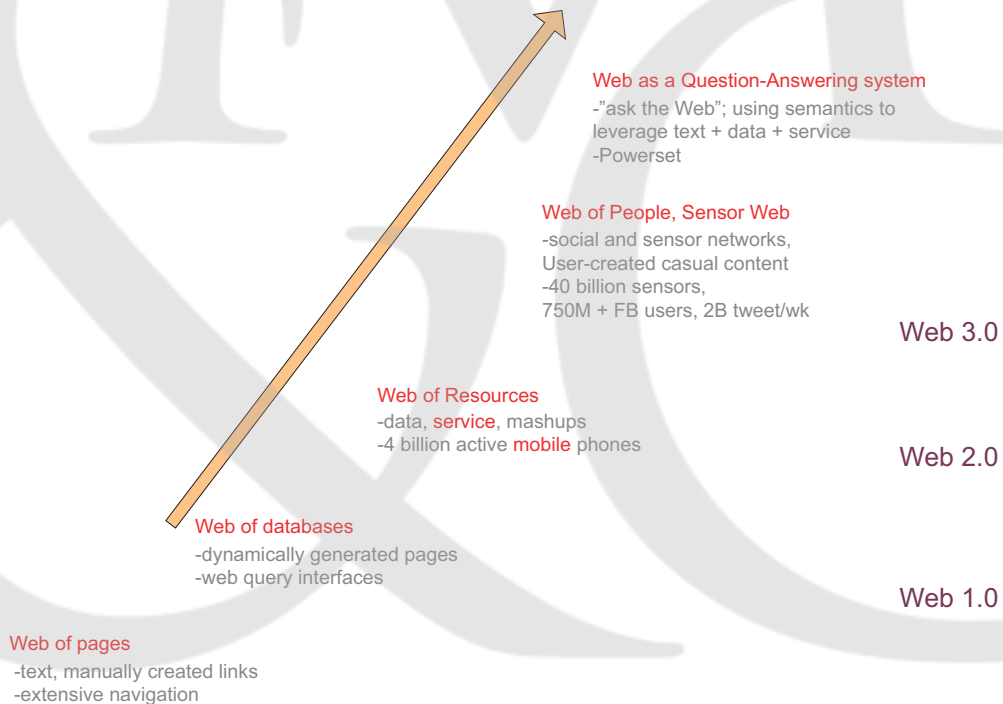 Web as a Question-Answering system
-”ask the Web”; using semantics to
leverage text + data + service
-Powerset
Web of People, Sensor Web
-social and sensor networks,
User-created casual content
-40 billion sensors,
750M + FB users, 2B tweet/wk
Web 3.0
Web of Resources
-data, service, mashups
-4 billion active mobile phones
Web 2.0
Web of databases
-dynamically generated pages
-web query interfaces
Web 1.0
Web of pages
-text, manually created links
-extensive navigation